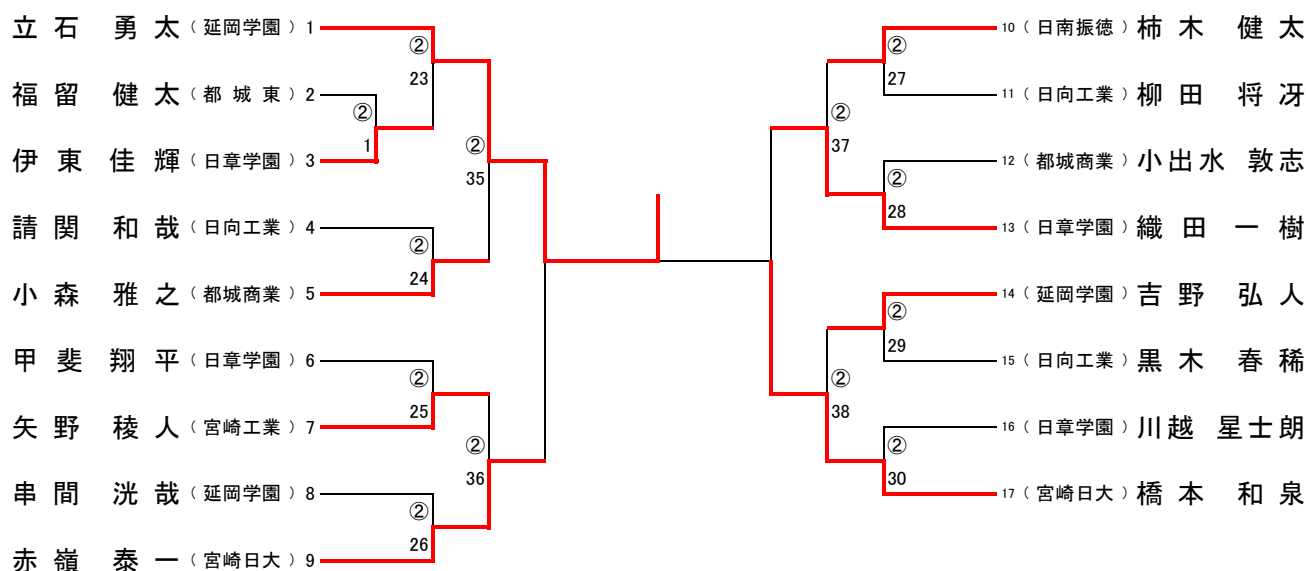 立石 勇太（延岡学園）1
②
23
福留 健太（都城東）2
②
1
伊東 佳輝（日章学園）3
②
35
請関 和哉（日向工業）4
②
24
小森 雅之（都城商業）5
甲斐 翔平（日章学園）6
②
25
矢野 稜人（宮崎工業）7
②
36
串間 洸哉（延岡学園）8
②
26
赤嶺 泰一（宮崎日大）9
10（日南振徳）柿木 健太
②
27
11（日向工業）柳田 将冴
②
37
12（都城商業）小出水 敦志
②
28
13（日章学園）織田 一樹
14（延岡学園）吉野 弘人
②
29
15（日向工業）黒木 春稀
②
38
16（日章学園）川越 星士朗
②
30
17（宮崎日大）橋本 和泉